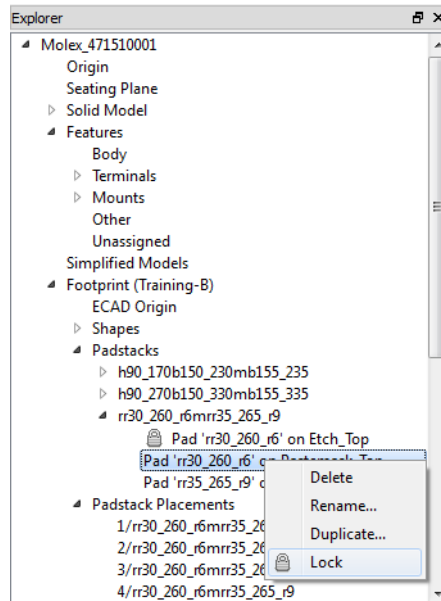 Explorer
Molex_471510001
Origin
Seating Plane
Solid Model
Features
Body
Terminals
Mounts
Other
Unassigned
Simplified Models
Footprint (Training-B)
ECAD Origin
Shapes
Padstacks
h90_170b150_230mb155_235
h90_270b150_330mb155_335
rr30_260_r6mrr35_265_r9
Pad 'rr30_260_r6' on Etch_Top
Pad 'rr30_260_r6'
Pad 'rr35_265_r9'
Padstack Placements
1/rr30_260_r6mrr35_26
2/rr30_260_r6mrr35_26
3/rr30_260_r6mrr35_26
4/rr30_260_r6mrr35_265_r9
Delete
Rename...
Duplicate...
Lock